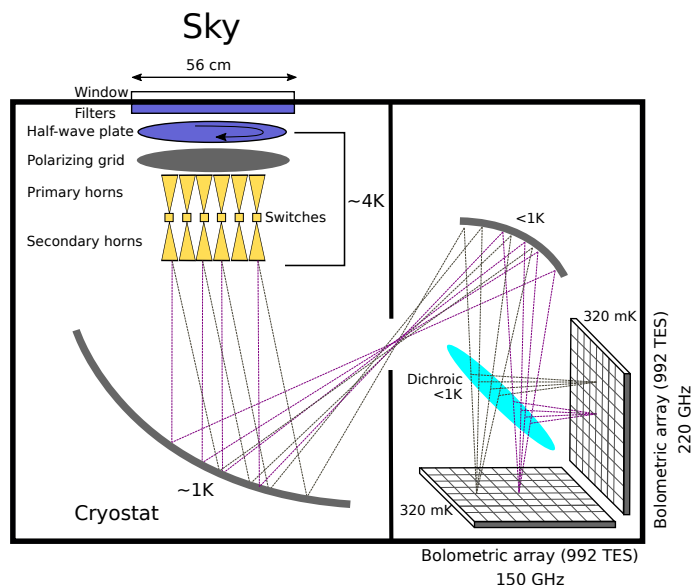 Sky
56 cm
Window
Filters
Half-wave plate
Polarizing grid
Primary horns
Switches
Secondary horns
~4K
<1K
320 mK
Dichroic
<1K
~1K
320 mK
Cryostat
Bolometric array (992 TES)
220 GHz
Bolometric array (992 TES)
150 GHz